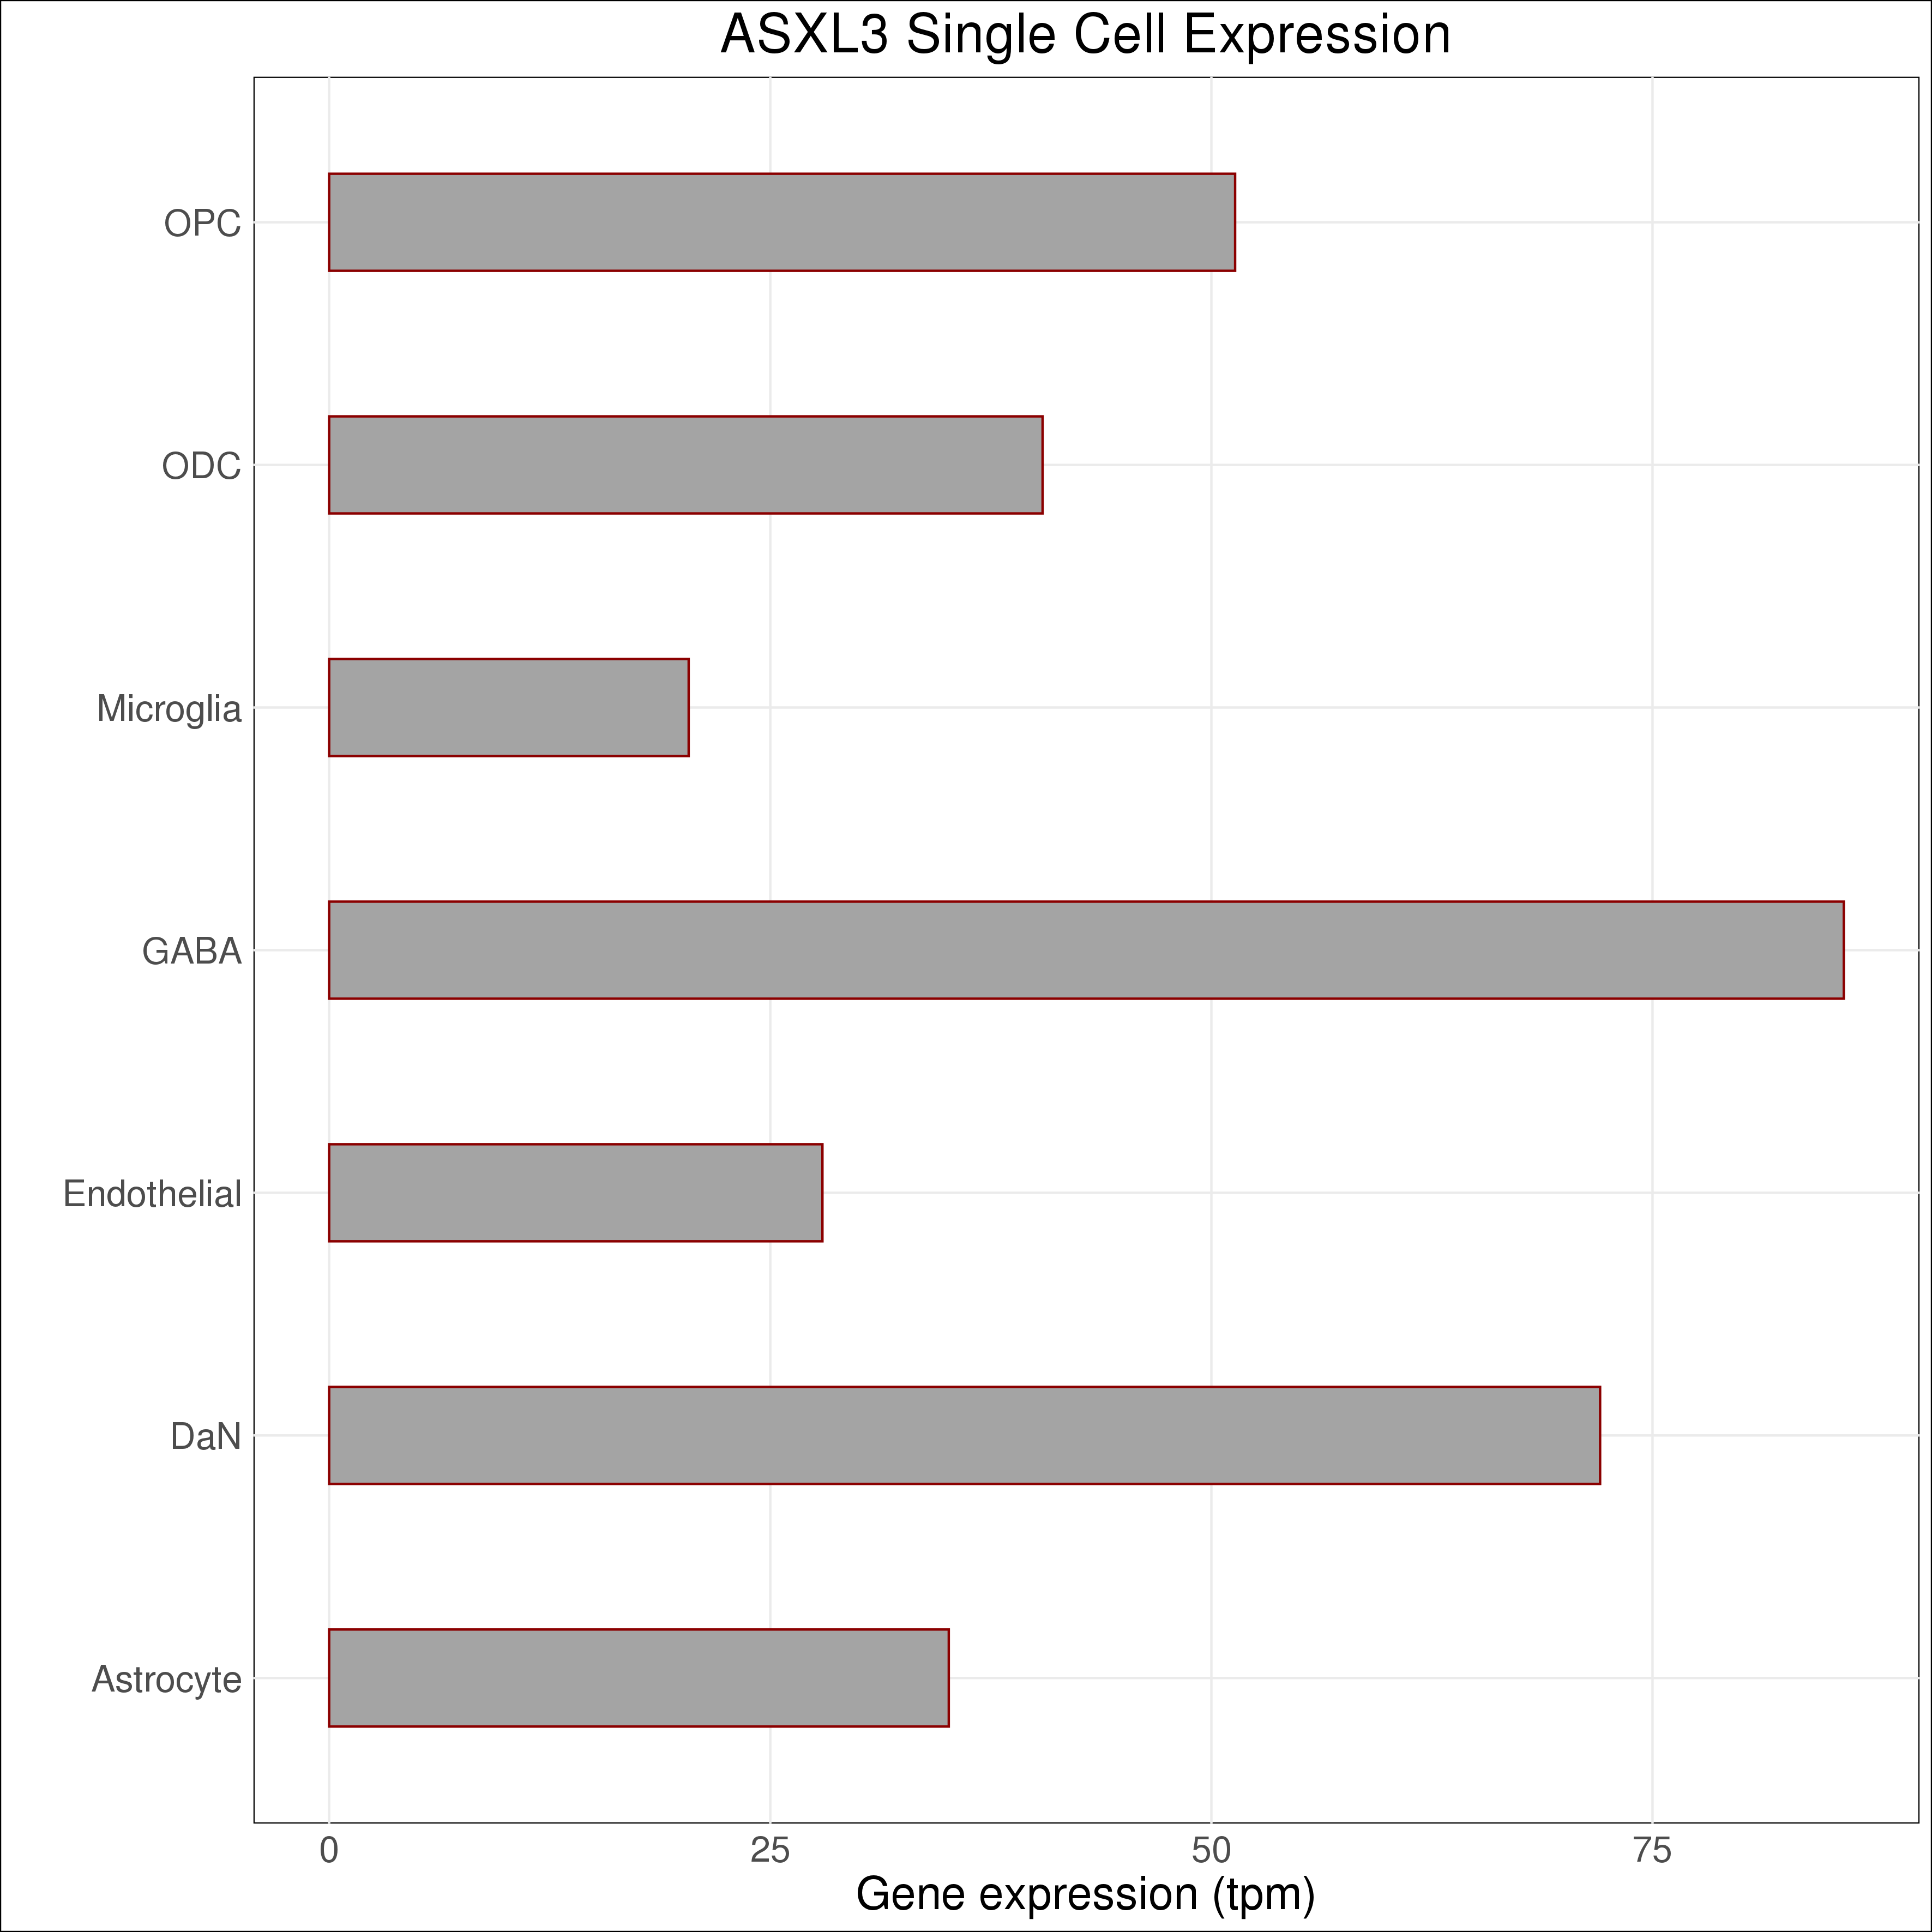 ASXL3 Single Cell Expression
OPC
ODC
Microglia
GABA
Endothelial
DaN
Astrocyte
0 25 50 75
Gene expression (tpm)